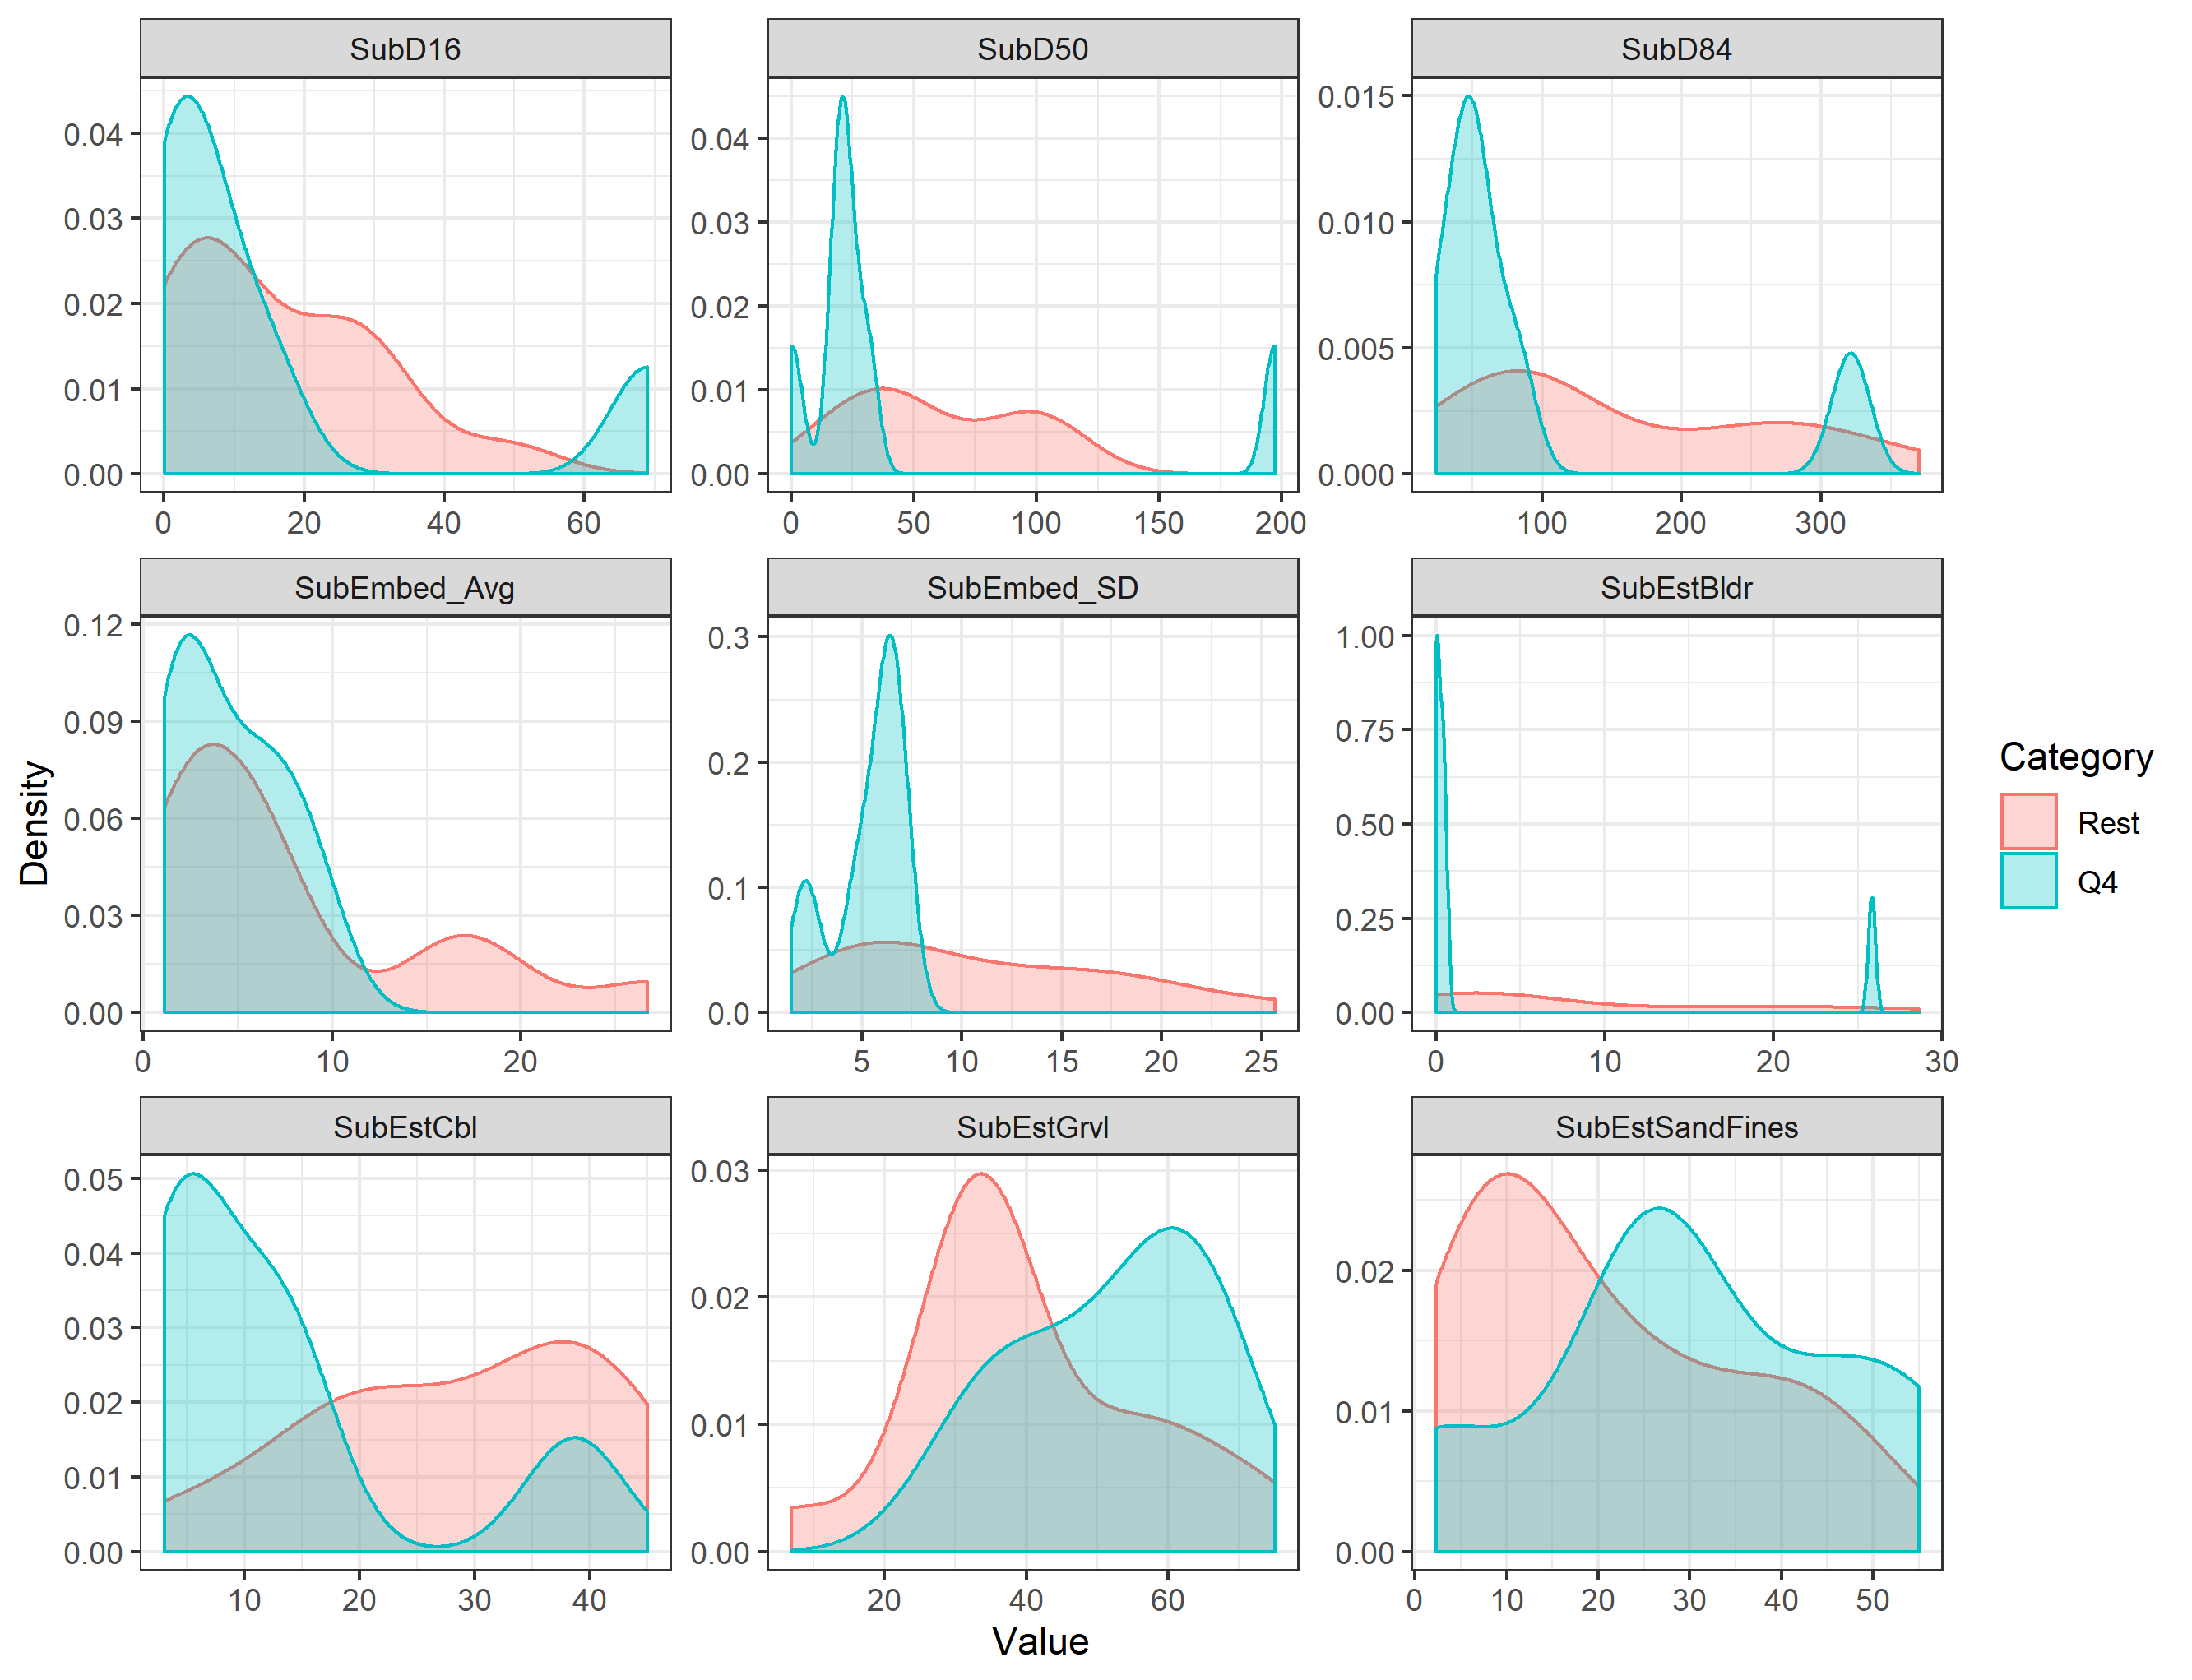 SubD16 SubD50 SubD84
0.04
0.03
0.02
0.01
0.00
0.04
0.03
0.02
0.01
0.00
0.015
0.010
0.005
0.000
0 20 40 60
0 50 100 150 200
100 200 300
SubEmbed_Avg SubEmbed_SD SubEstBldr
0.12
0.09
0.06
0.03
0.00
0.3
0.2
0.1
0.0
1.00
0.75
0.50
0.25
0.00
0 10 20
5 10 15 20 25
0 10 20 30
SubEstCbl SubEstGrvl SubEstSandFines
0.05
0.04
0.03
0.02
0.01
0.00
0.03
0.02
0.01
0.00
0.02
0.01
0.00
10 20 30 40
20 40 60
0 10 20 30 40 50
Density
Value
Category
Rest
Q4